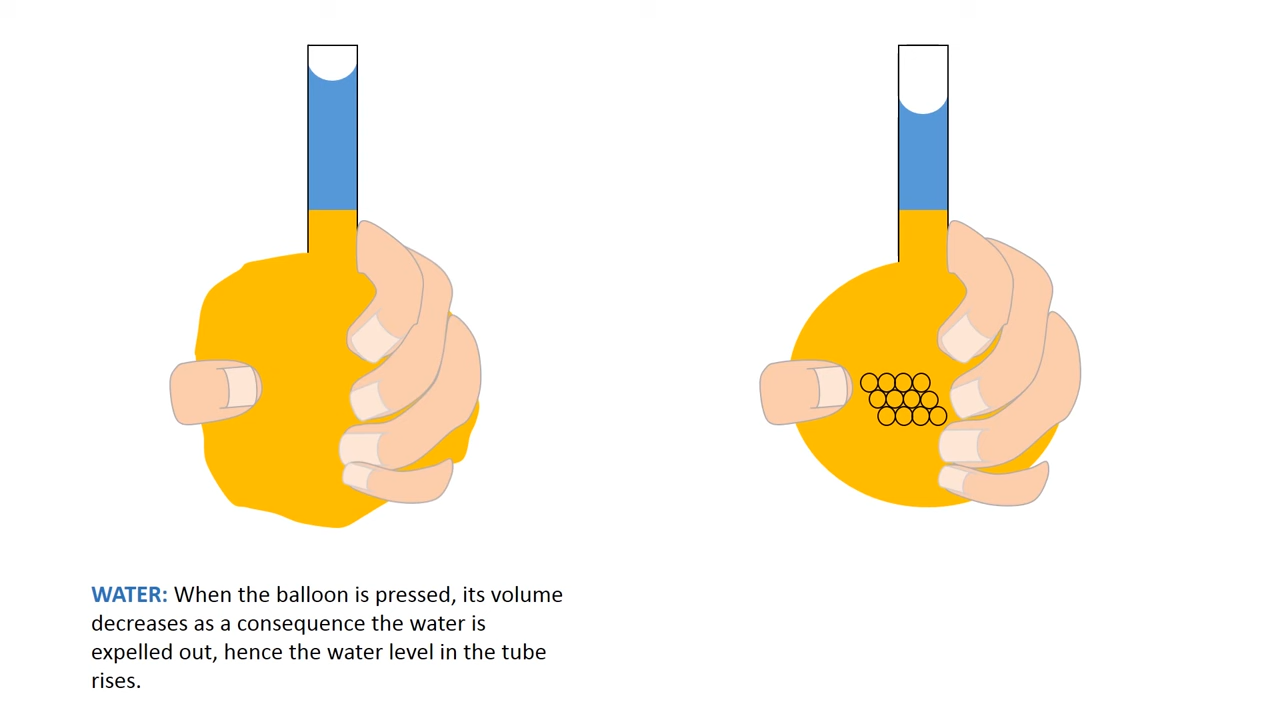 WATER: When the balloon is pressed, its volume
decreases as a consequence the water is
expelled out, hence the water level in the tube
rises.